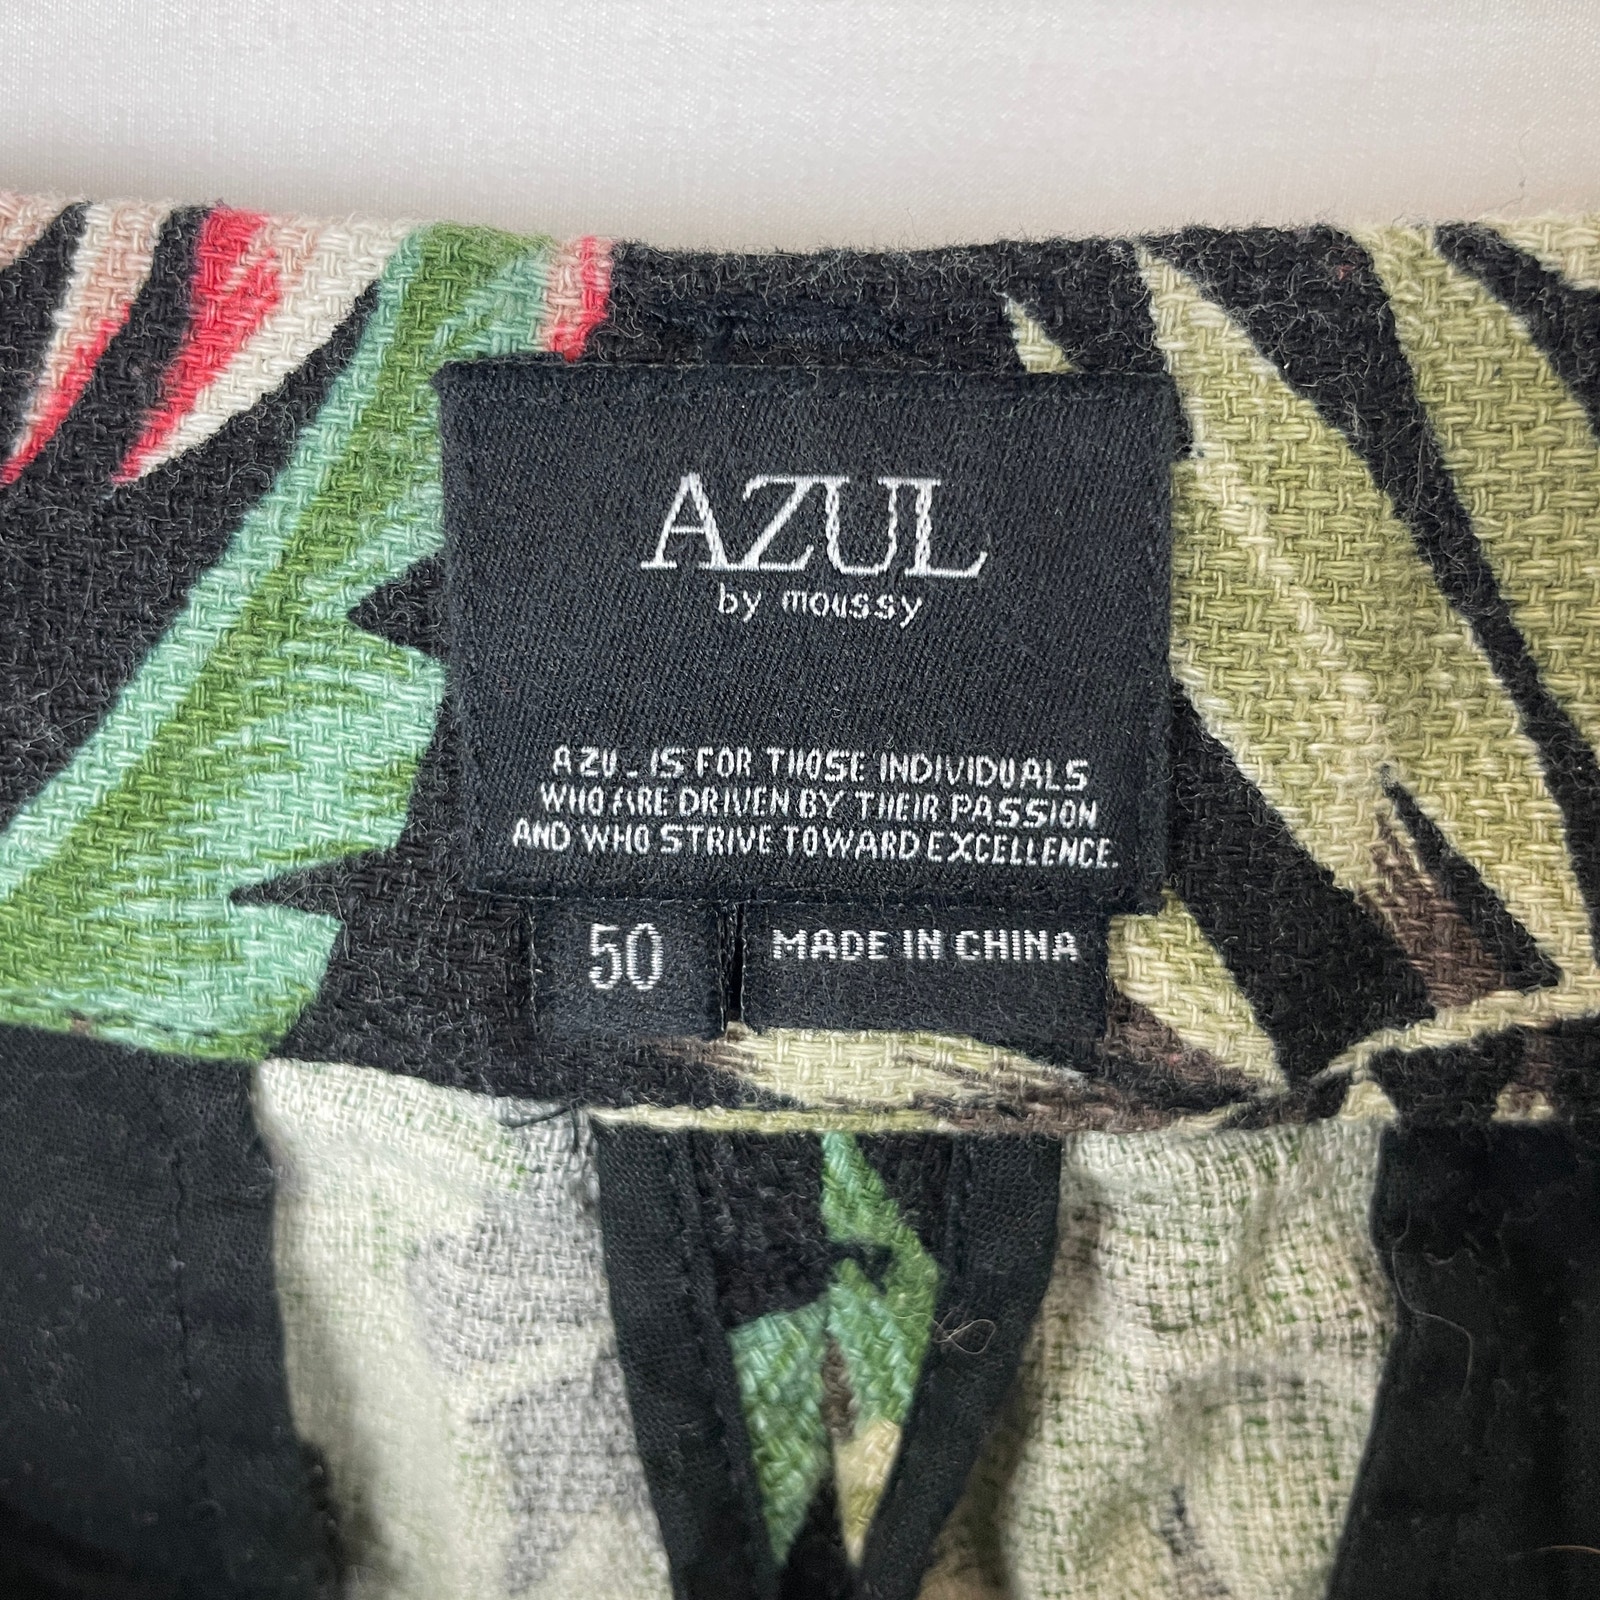 AZUL
by moussy
AZUL IS FOR THOSE INDIVIDUALS
WHO ARE DRIVEN BY THEIR PASSION
AND WHO STRIVE TOWARD EXCELLENCE.
50
MADE IN CHINA